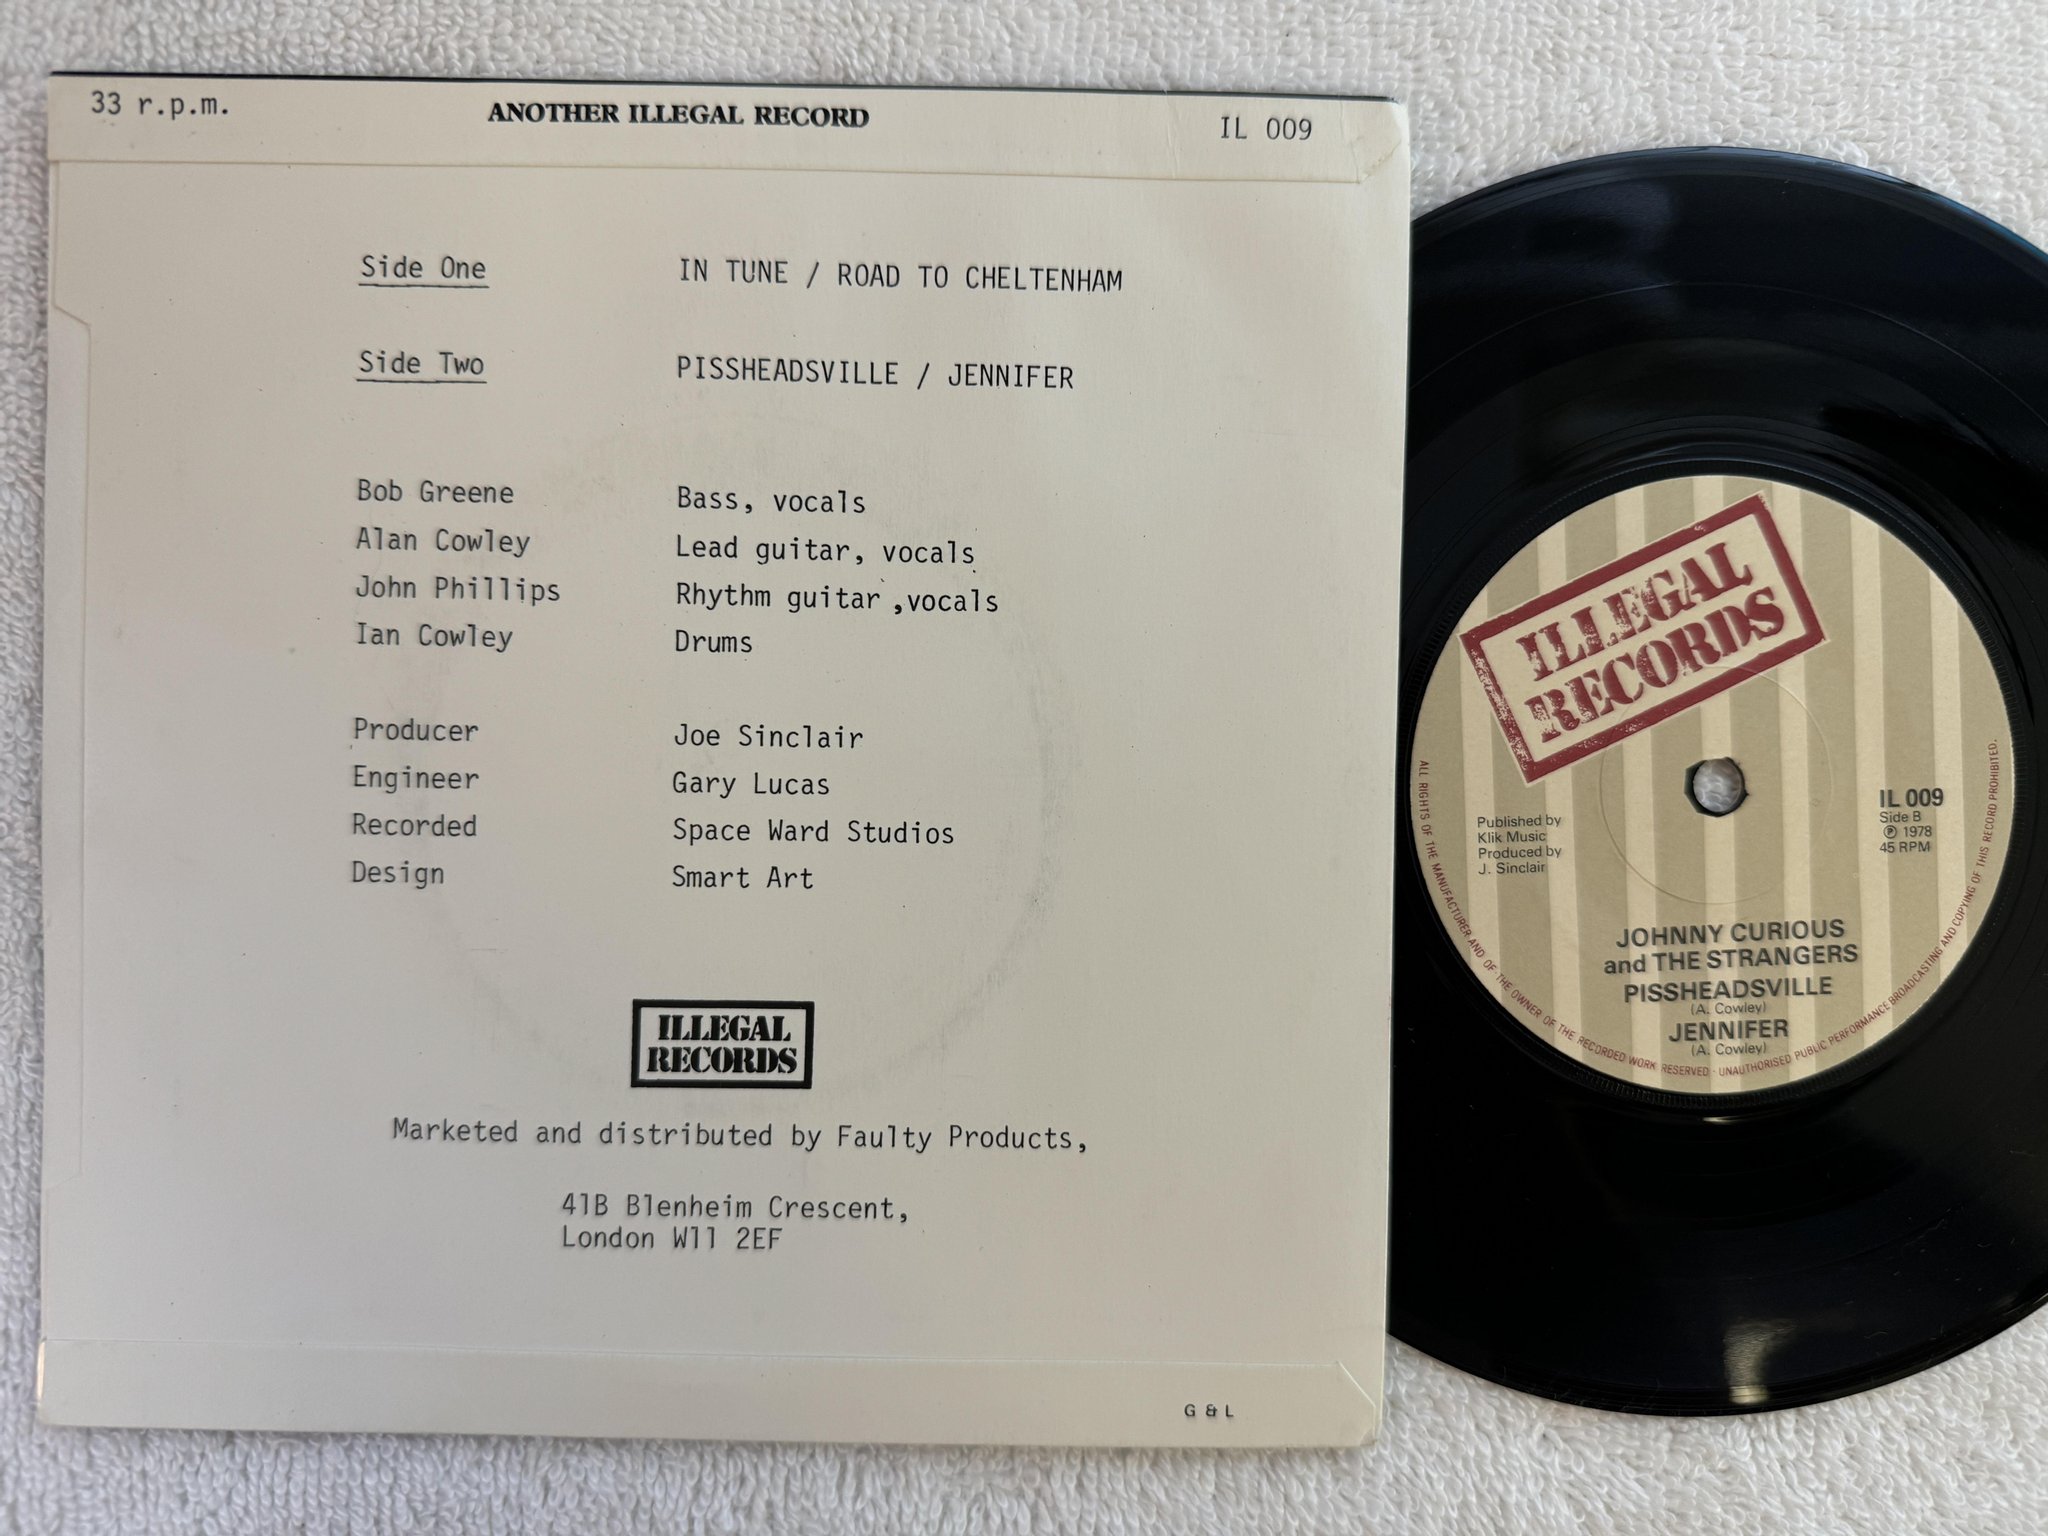 33 r.p.m.
ANOTHER ILLEGAL RECORD
IL 009
Side One IN TUNE / ROAD TO CHELTENHAM
Side Two PISSHEADSVILLE / JENNIFER
Bob Greene Bass, vocals
Alan Cowley Lead guitar, vocals
John Phillips Rhythm guitar ,vocals
Ian Cowley Drums
Producer Joe Sinclair
Engineer Gary Lucas
Recorded Space Ward Studios
Design Smart Art
ILLEGAL
RECORDS
Marketed and distributed by Faulty Products,
41B Blenheim Crescent,
London W11 2EF
G & L
ILLEGAL
RECORDS
Published by
Klik Music
Produced by
J. Sinclair
IL 009
Side B
℗ 1978
45 RPM
JOHNNY CURIOUS
and THE STRANGERS
PISSHEADSVILLE
(A. Cowley)
JENNIFER
(A. Cowley)
ALL RIGHTS OF THE MANUFACTURER AND OF THE OWNER OF THE RECORDED WORK RESERVED · UNAUTHORISED PUBLIC PERFORMANCE BROADCASTING AND COPYING OF THIS RECORD PROHIBITED.